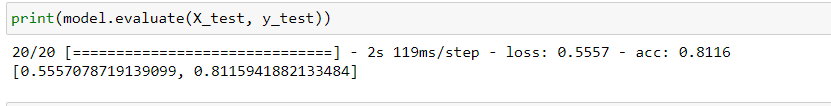 print(model.evaluate(X_test, y_test))
20/20 [==============================] - 2s 119ms/step - loss: 0.5557 - acc: 0.8116
[0.5557078719139099, 0.8115941882133484]